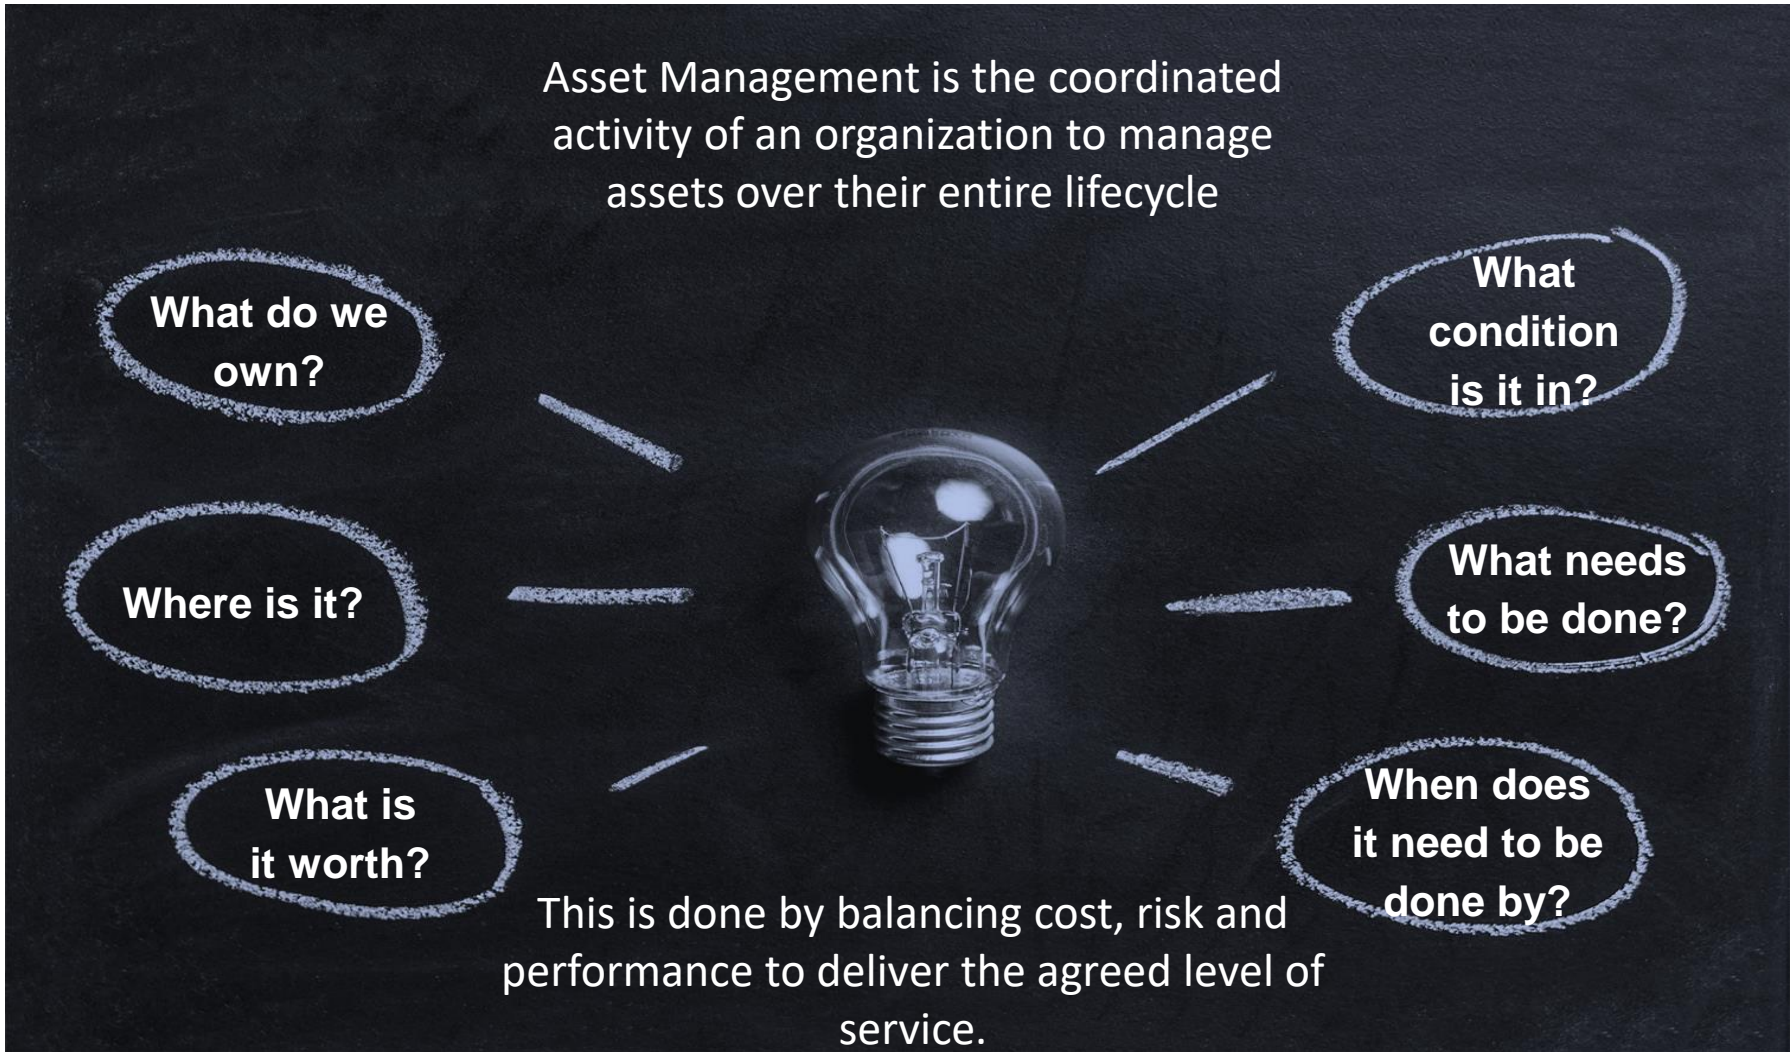 Asset Management is the coordinated
activity of an organization to manage
assets over their entire lifecycle
What do we
own?
Where is it?
What is
it worth?
What
condition
is it in?
What needs
to be done?
When does
it need to be
done by?
This is done by balancing cost, risk and
performance to deliver the agreed level of
service.